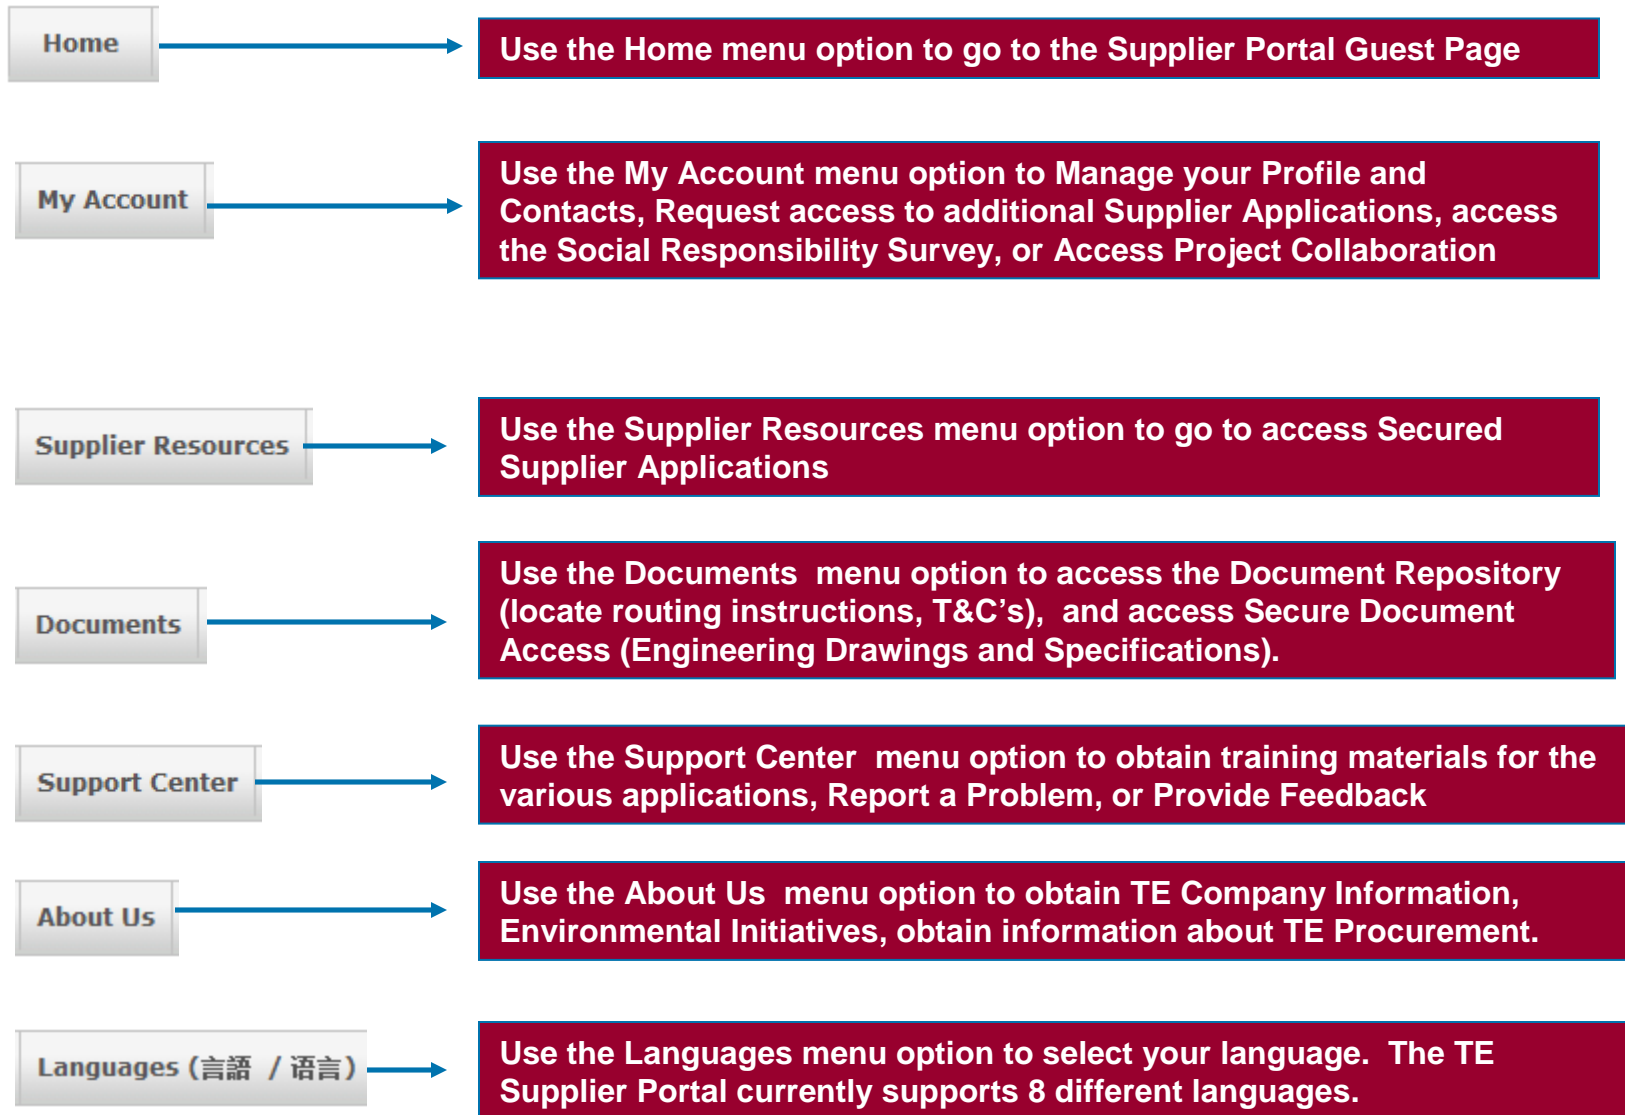 Home
Use the Home menu option to go to the Supplier Portal Guest Page
My Account
Use the My Account menu option to Manage your Profile and
Contacts, Request access to additional Supplier Applications, access
the Social Responsibility Survey, or Access Project Collaboration
Supplier Resources
Use the Supplier Resources menu option to go to access Secured
Supplier Applications
Documents
Use the Documents  menu option to access the Document Repository
(locate routing instructions, T&C’s),  and access Secure Document
Access (Engineering Drawings and Specifications).
Support Center
Use the Support Center  menu option to obtain training materials for the
various applications, Report a Problem, or Provide Feedback
About Us
Use the About Us  menu option to obtain TE Company Information,
Environmental Initiatives, obtain information about TE Procurement.
Languages (言語 / 语言)
Use the Languages menu option to select your language.  The TE
Supplier Portal currently supports 8 different languages.